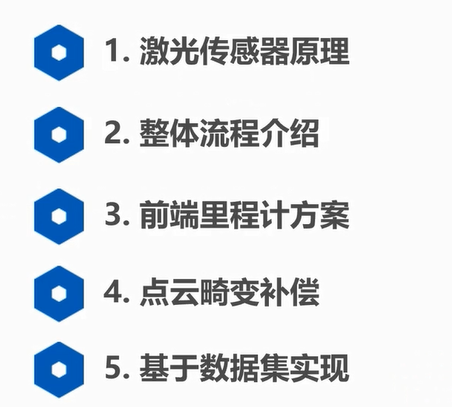 1. 激光传感器原理
2. 整体流程介绍
3. 前端里程计方案
4. 点云畸变补偿
5. 基于数据集实现